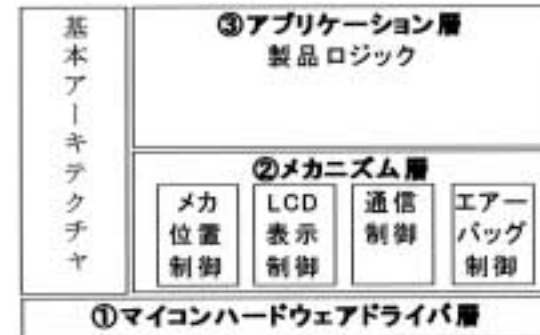 基本アーキテクチャ
③アプリケーション層
製品ロジック
②メカニズム層
メカ
位置
制御
LCD
表示
制御
通信
制御
エアー
バッグ
制御
①マイコンハードウェアドライバ層